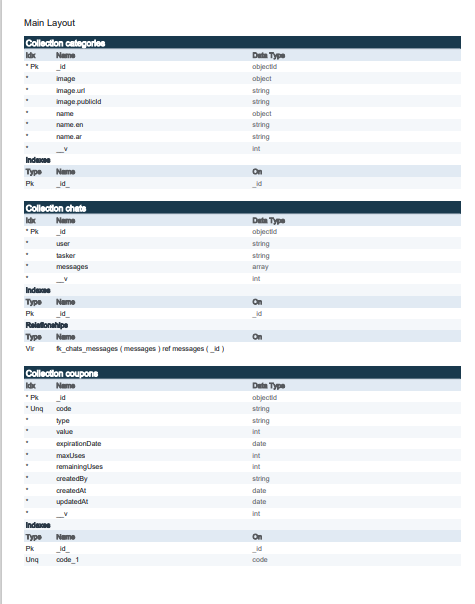 Main Layout
Collection categories
Idx Name Data Type
* Pk _id objectId
* image object
* image.url string
* image.publicId string
* name object
* name.en string
* name.ar string
* __v int
Indexes
Type Name On
Pk _id_ _id
Collection chats
Idx Name Data Type
* Pk _id objectId
* user string
* tasker string
* messages array
* __v int
Indexes
Type Name On
Pk _id_ _id
Relationships
Type Name On
Vir fk_chats_messages ( messages ) ref messages ( _id )
Collection coupons
Idx Name Data Type
* Pk _id objectId
* Unq code string
* type string
* value int
* expirationDate date
* maxUses int
* remainingUses int
* createdBy string
* createdAt date
* updatedAt date
* __v int
Indexes
Type Name On
Pk _id_ _id
Unq code_1 code